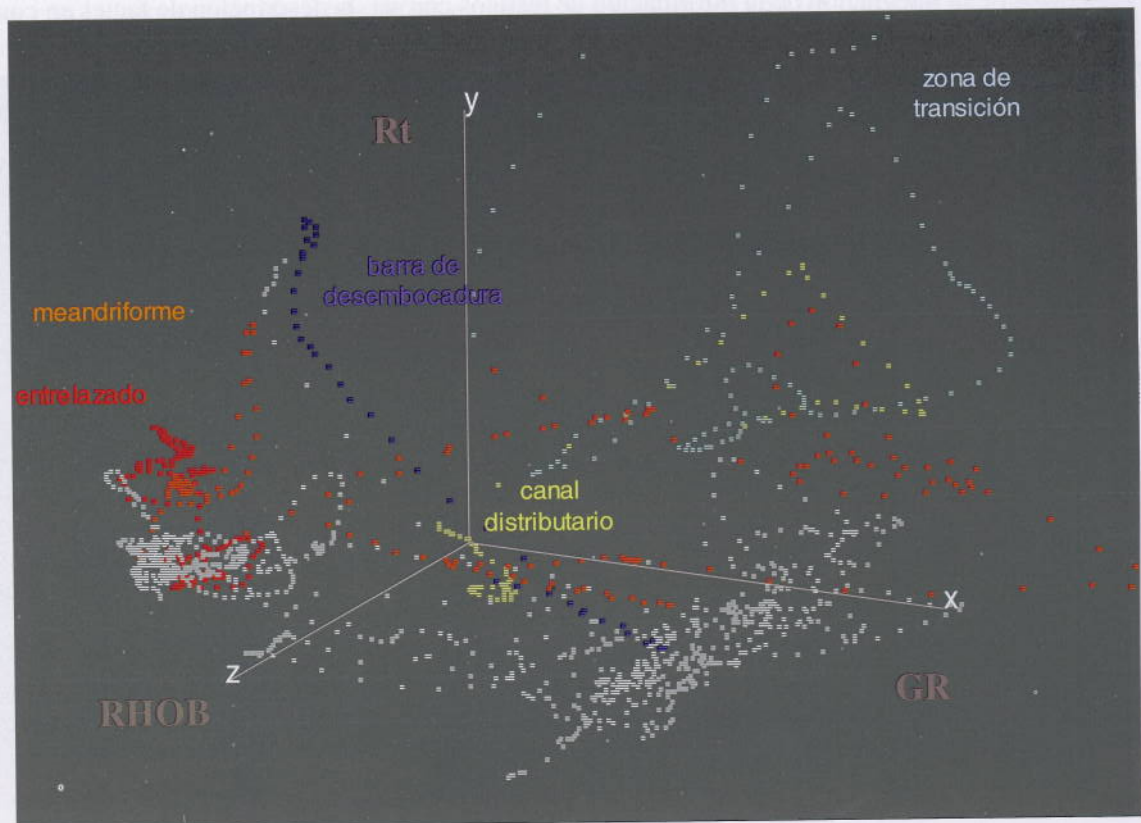 y
Rt
zona de
transición
barra de
desembocadura
meandriforme
entrelazado
canal
distributario
x
z
GR
RHOB